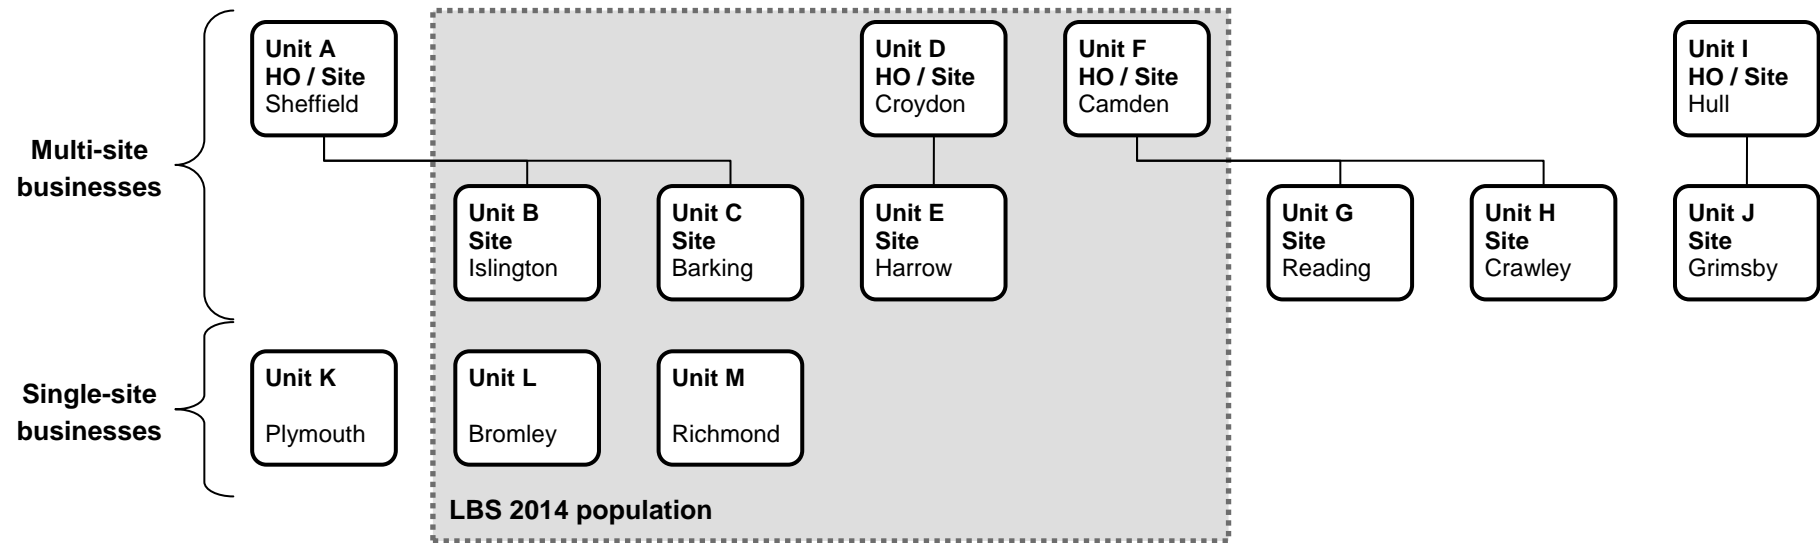 Multi-site
businesses
Unit A
HO / Site
Sheffield
Unit D
HO / Site
Croydon
Unit F
HO / Site
Camden
Unit I
HO / Site
Hull
Unit B
Site
Islington
Unit C
Site
Barking
Unit E
Site
Harrow
Unit G
Site
Reading
Unit H
Site
Crawley
Unit J
Site
Grimsby
Single-site
businesses
Unit K
Plymouth
Unit L
Bromley
Unit M
Richmond
LBS 2014 population